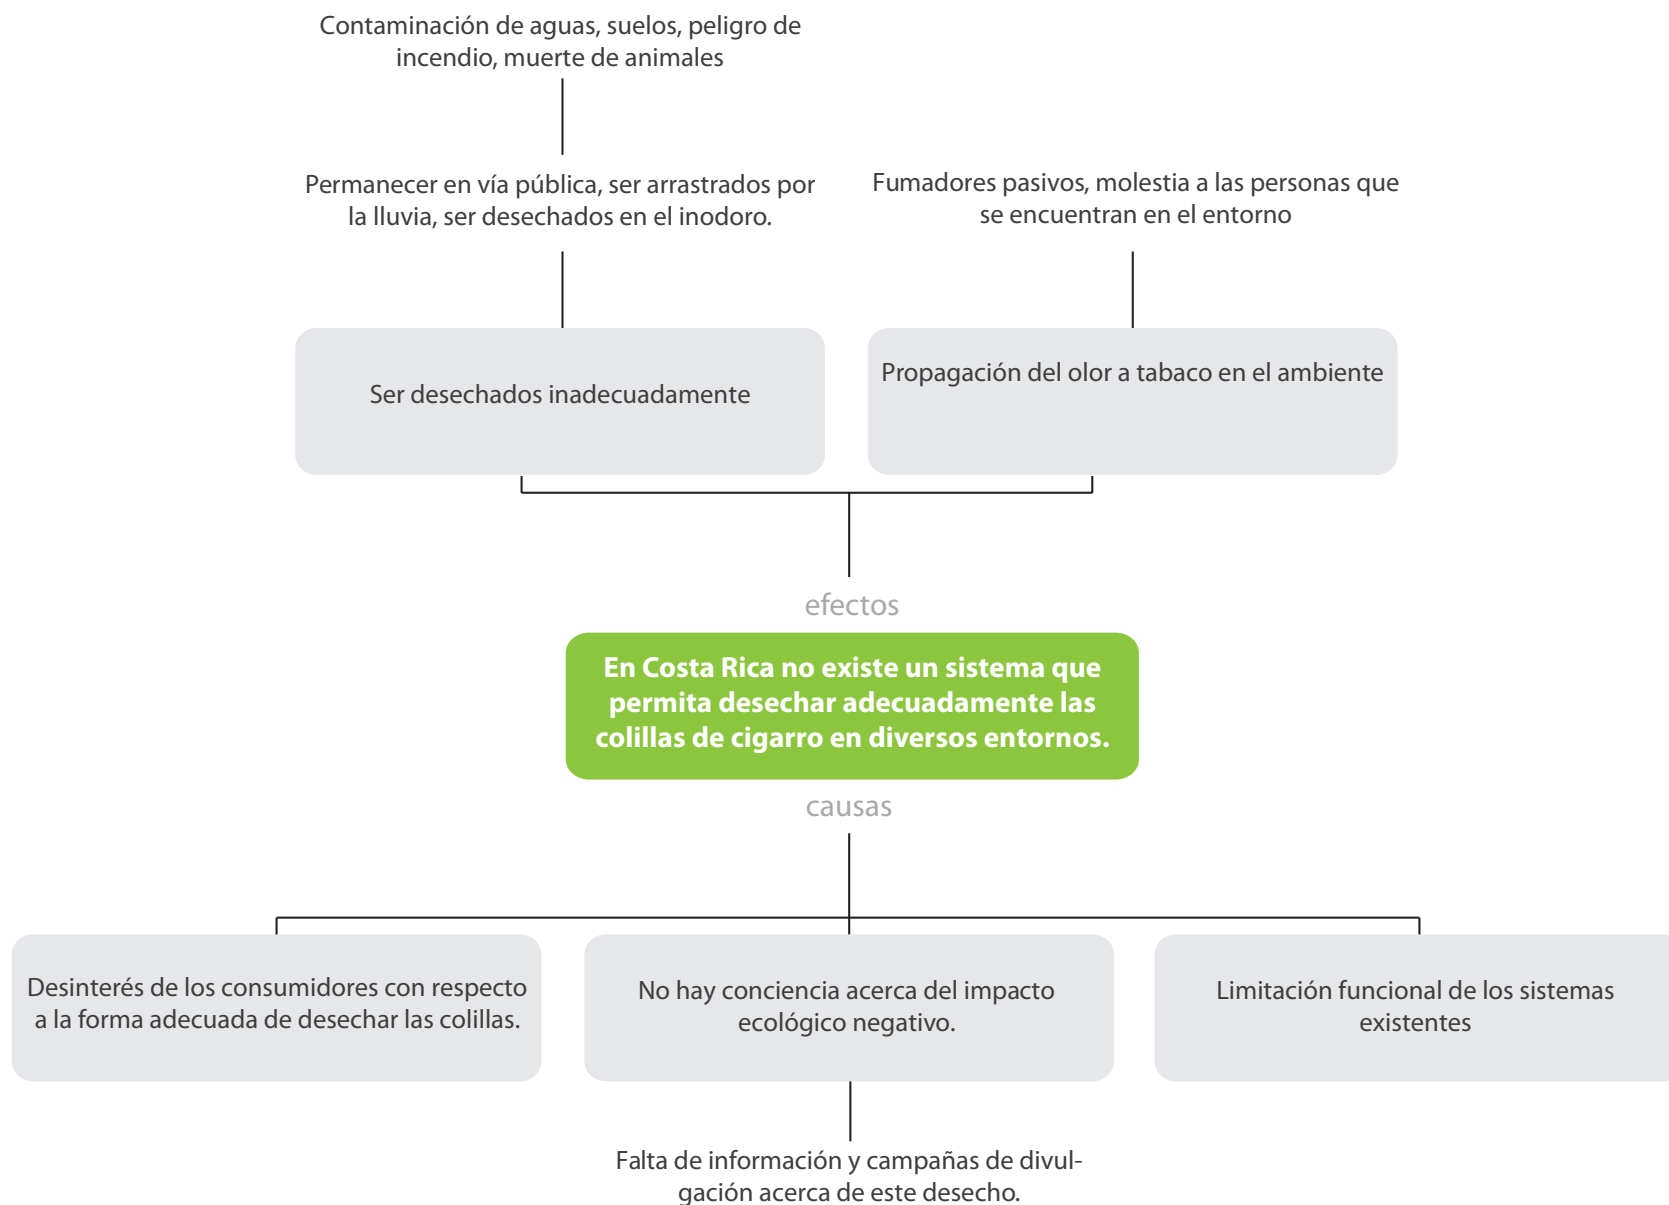 Contaminación de aguas, suelos, peligro de
incendio, muerte de animales
Permanecer en vía pública, ser arrastrados por
la lluvia, ser desechados en el inodoro.
Fumadores pasivos, molestia a las personas que
se encuentran en el entorno
Ser desechados inadecuadamente
Propagación del olor a tabaco en el ambiente
efectos
En Costa Rica no existe un sistema que
permita desechar adecuadamente las
colillas de cigarro en diversos entornos.
causas
Desinterés de los consumidores con respecto
a la forma adecuada de desechar las colillas.
No hay conciencia acerca del impacto
ecológico negativo.
Limitación funcional de los sistemas
existentes
Falta de información y campañas de divul-
gación acerca de este desecho.